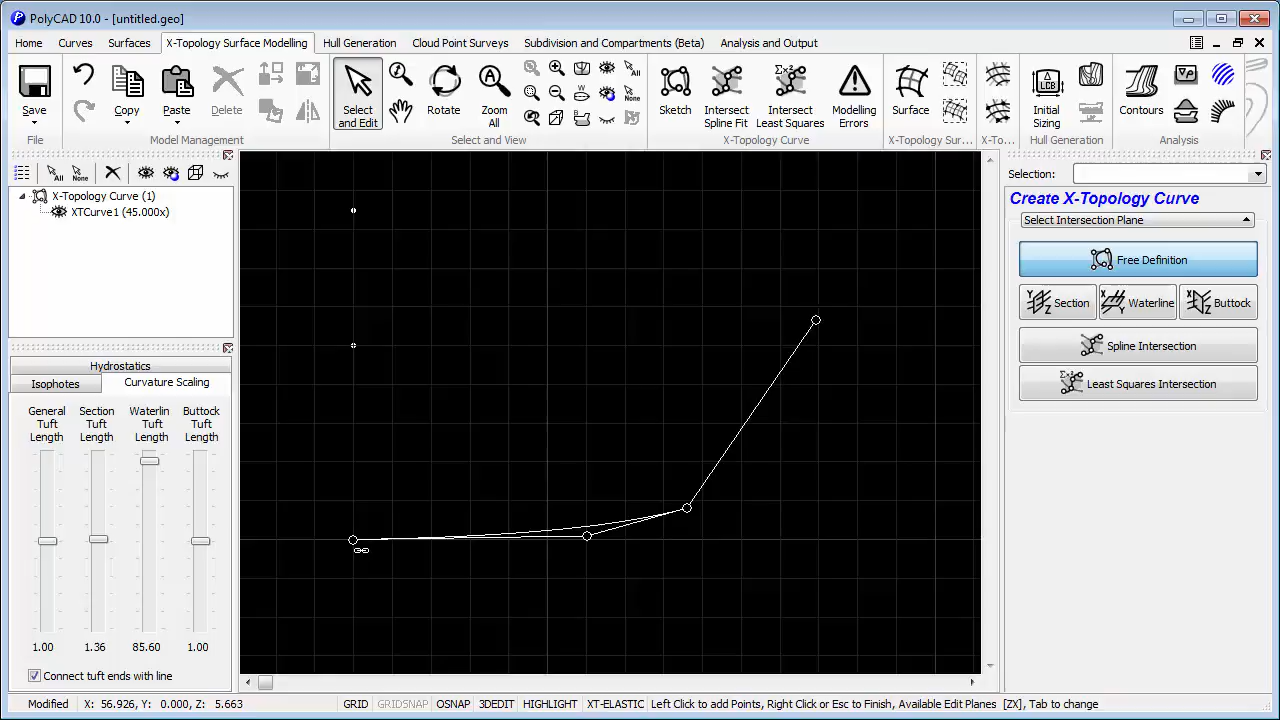 PolyCAD 10.0 - [untitled.geo]
Home Curves Surfaces X-Topology Surface Modelling Hull Generation Cloud Point Surveys Subdivision and Compartments (Beta) Analysis and Output
Save Copy Paste Delete Select and Edit Rotate Zoom All All None Sketch Intersect Spline Fit Intersect Least Squares Modelling Errors Surface Initial Sizing Contours
File Model Management Select and View X-Topology Curve X-Topology Sur... X-To... Hull Generation Analysis
All None
Selection:
X-Topology Curve (1)
XTCurve1 (45.000x)
Create X-Topology Curve
Select Intersection Plane
Free Definition
Section Waterline Buttock
Spline Intersection
Least Squares Intersection
Hydrostatics
Isophotes Curvature Scaling
General Tuft Length
Section Tuft Length
Waterlin Tuft Length
Buttock Tuft Length
1.00 1.36 85.60 1.00
Connect tuft ends with line
Modified X: 56.926, Y: 0.000, Z: 5.663 GRID GRIDSNAP OSNAP 3DEDIT HIGHLIGHT XT-ELASTIC Left Click to add Points, Right Click or Esc to Finish, Available Edit Planes [ZX], Tab to change